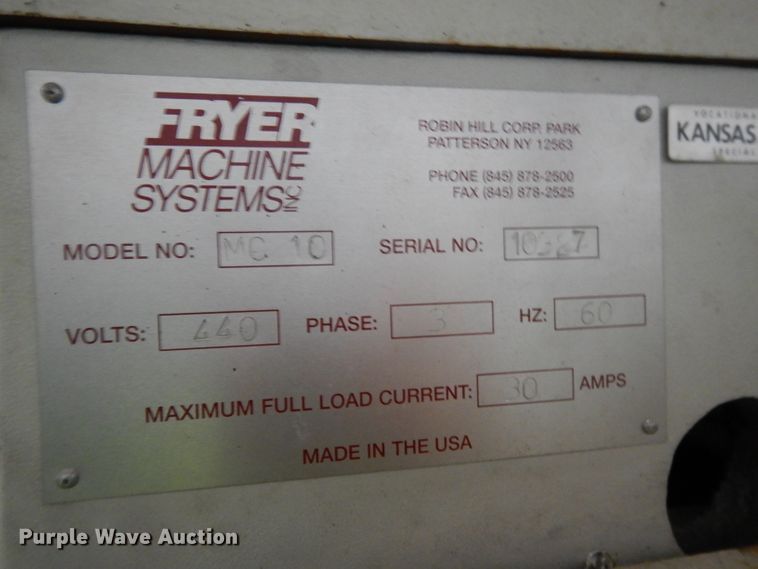 FRYER
MACHINE
SYSTEMS INC
ROBIN HILL CORP. PARK
PATTERSON NY 12563
PHONE (845) 878-2500
FAX (845) 878-2525
MODEL NO: MC 10
SERIAL NO:
VOLTS: 440
PHASE: 3
HZ: 60
MAXIMUM FULL LOAD CURRENT: 30 AMPS
MADE IN THE USA
KANSAS
Purple Wave Auction